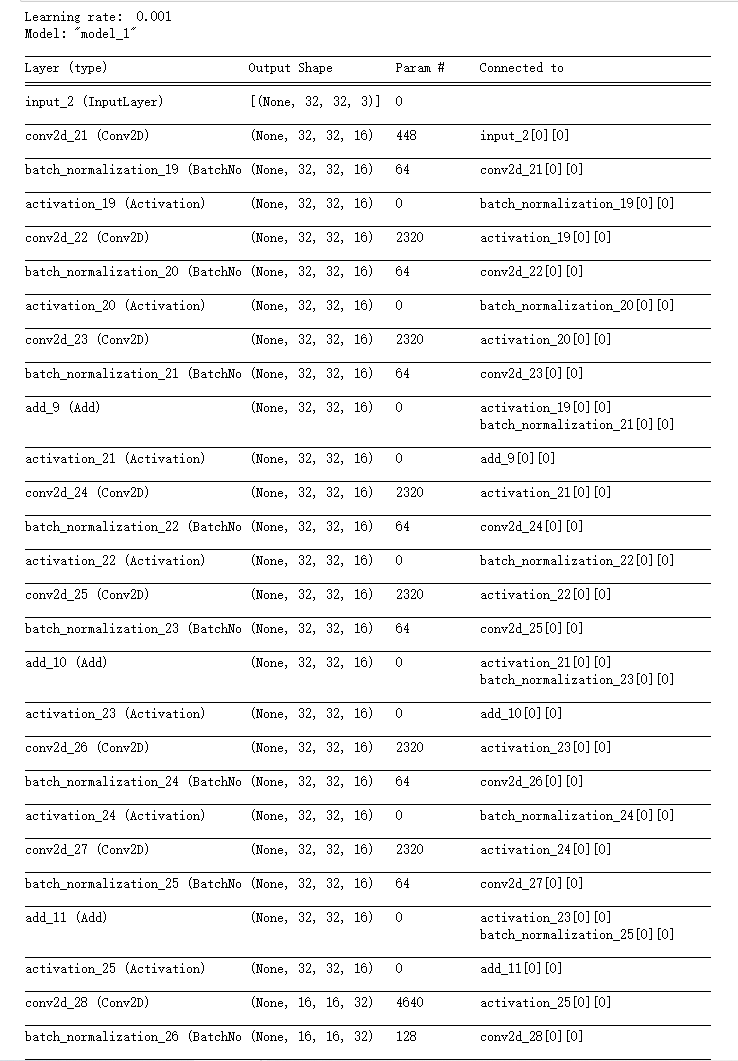 Learning rate:  0.001
Model: "model_1"
Layer (type) Output Shape Param # Connected to
input_2 (InputLayer) [(None, 32, 32, 3)] 0
conv2d_21 (Conv2D) (None, 32, 32, 16) 448 input_2[0][0]
batch_normalization_19 (BatchNo (None, 32, 32, 16) 64 conv2d_21[0][0]
activation_19 (Activation) (None, 32, 32, 16) 0 batch_normalization_19[0][0]
conv2d_22 (Conv2D) (None, 32, 32, 16) 2320 activation_19[0][0]
batch_normalization_20 (BatchNo (None, 32, 32, 16) 64 conv2d_22[0][0]
activation_20 (Activation) (None, 32, 32, 16) 0 batch_normalization_20[0][0]
conv2d_23 (Conv2D) (None, 32, 32, 16) 2320 activation_20[0][0]
batch_normalization_21 (BatchNo (None, 32, 32, 16) 64 conv2d_23[0][0]
add_9 (Add) (None, 32, 32, 16) 0 activation_19[0][0]
batch_normalization_21[0][0]
activation_21 (Activation) (None, 32, 32, 16) 0 add_9[0][0]
conv2d_24 (Conv2D) (None, 32, 32, 16) 2320 activation_21[0][0]
batch_normalization_22 (BatchNo (None, 32, 32, 16) 64 conv2d_24[0][0]
activation_22 (Activation) (None, 32, 32, 16) 0 batch_normalization_22[0][0]
conv2d_25 (Conv2D) (None, 32, 32, 16) 2320 activation_22[0][0]
batch_normalization_23 (BatchNo (None, 32, 32, 16) 64 conv2d_25[0][0]
add_10 (Add) (None, 32, 32, 16) 0 activation_21[0][0]
batch_normalization_23[0][0]
activation_23 (Activation) (None, 32, 32, 16) 0 add_10[0][0]
conv2d_26 (Conv2D) (None, 32, 32, 16) 2320 activation_23[0][0]
batch_normalization_24 (BatchNo (None, 32, 32, 16) 64 conv2d_26[0][0]
activation_24 (Activation) (None, 32, 32, 16) 0 batch_normalization_24[0][0]
conv2d_27 (Conv2D) (None, 32, 32, 16) 2320 activation_24[0][0]
batch_normalization_25 (BatchNo (None, 32, 32, 16) 64 conv2d_27[0][0]
add_11 (Add) (None, 32, 32, 16) 0 activation_23[0][0]
batch_normalization_25[0][0]
activation_25 (Activation) (None, 32, 32, 16) 0 add_11[0][0]
conv2d_28 (Conv2D) (None, 16, 16, 32) 4640 activation_25[0][0]
batch_normalization_26 (BatchNo (None, 16, 16, 32) 128 conv2d_28[0][0]